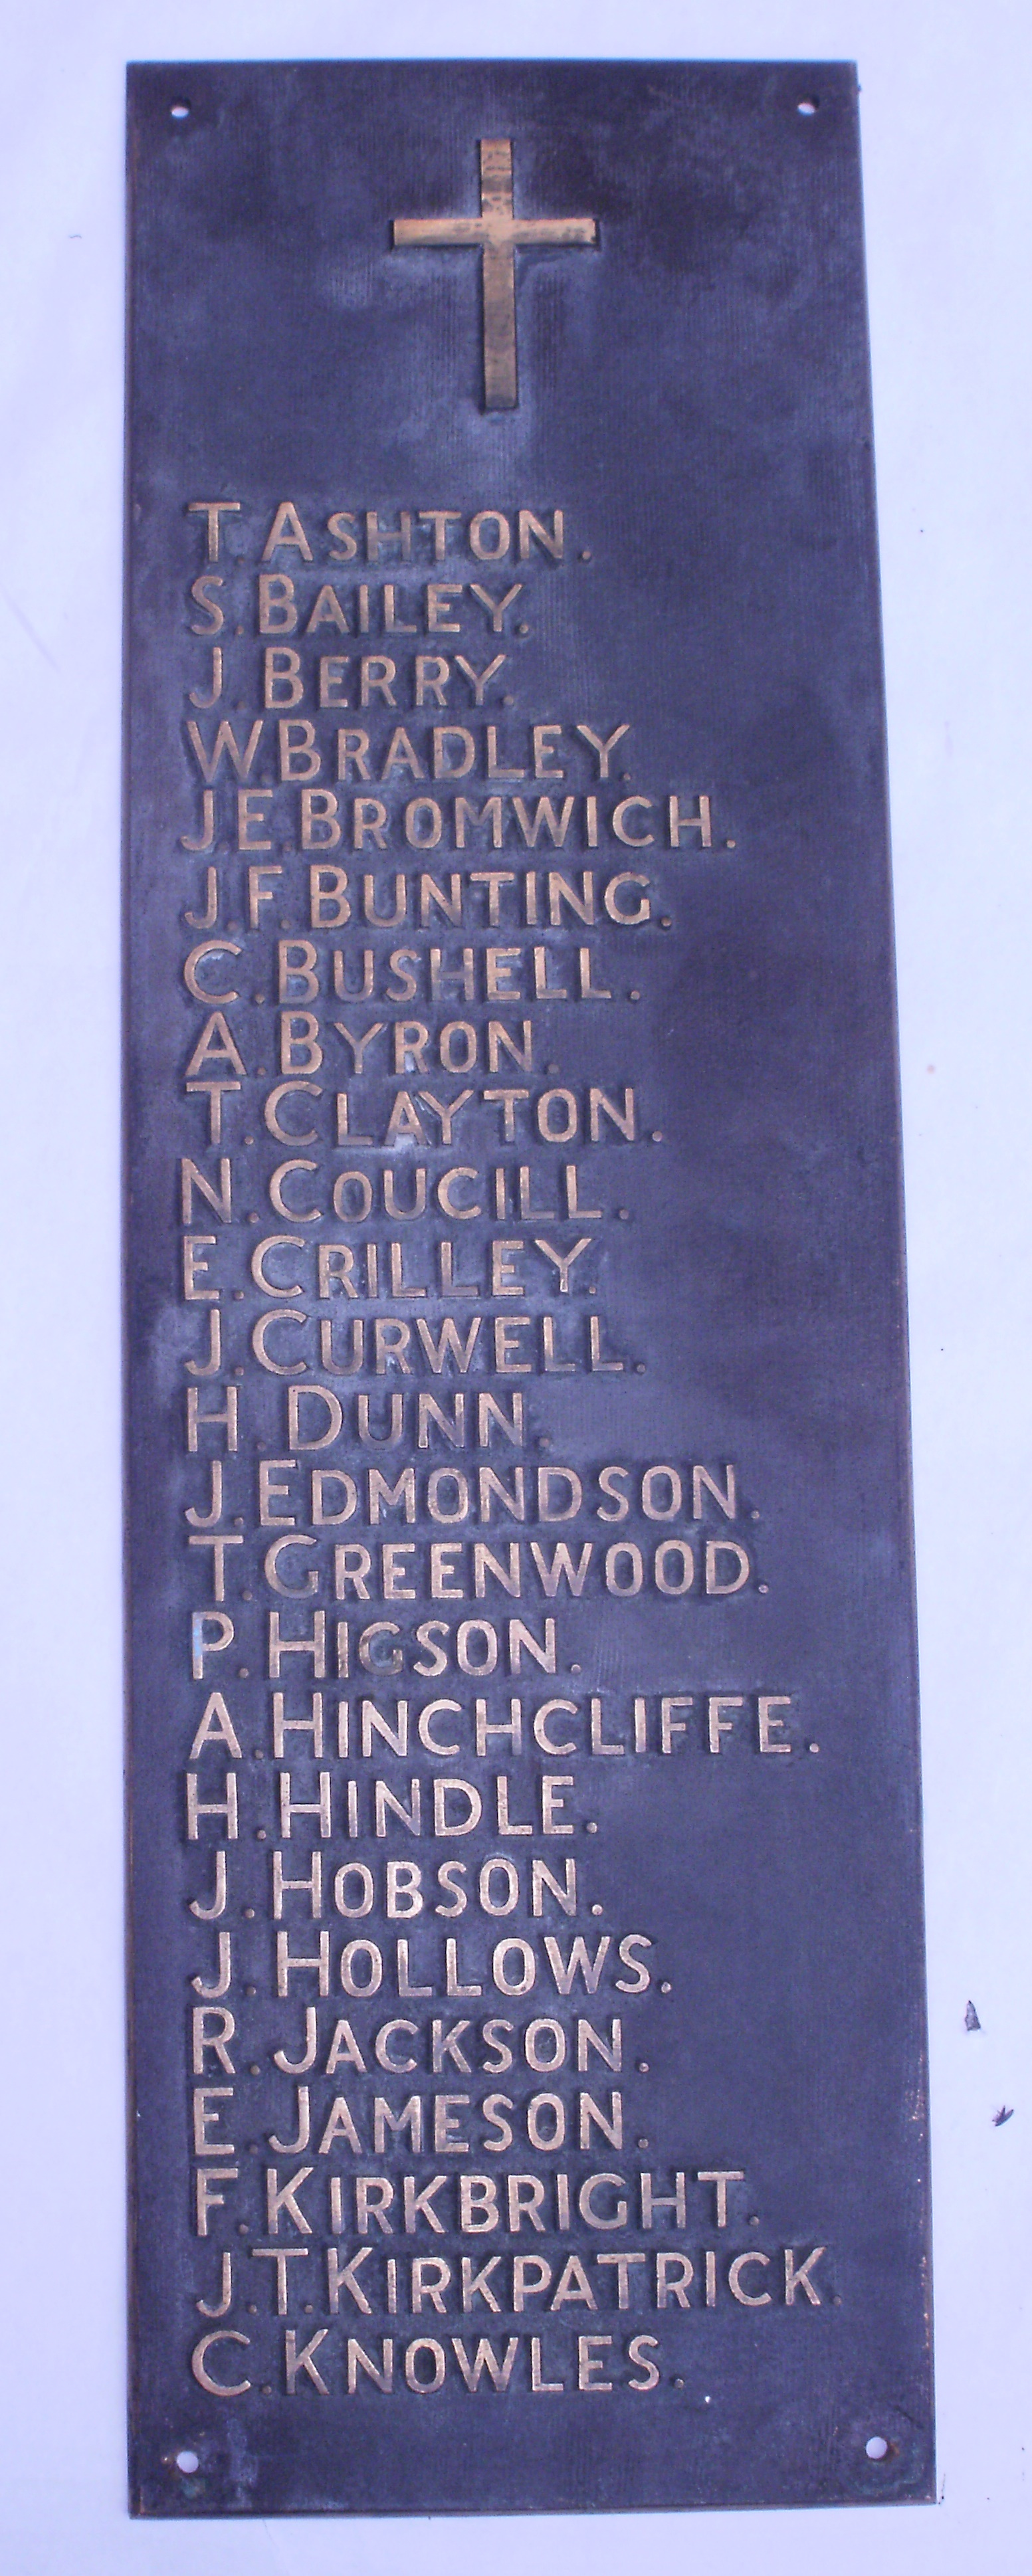 T. ASHTON.
S. BAILEY.
J. BERRY.
W. BRADLEY.
J.E. BROMWICH.
J.F. BUNTING.
C. BUSHELL.
A. BYRON.
T. CLAYTON.
N. COUCILL.
E. CRILLEY.
J. CURWELL.
H. DUNN.
J. EDMONDSON.
T. GREENWOOD.
P. HIGSON.
A. HINCHCLIFFE.
H. HINDLE.
J. HOBSON.
J. HOLLOWS.
R. JACKSON.
E. JAMESON.
F. KIRKBRIGHT.
J.T. KIRKPATRICK.
C. KNOWLES.